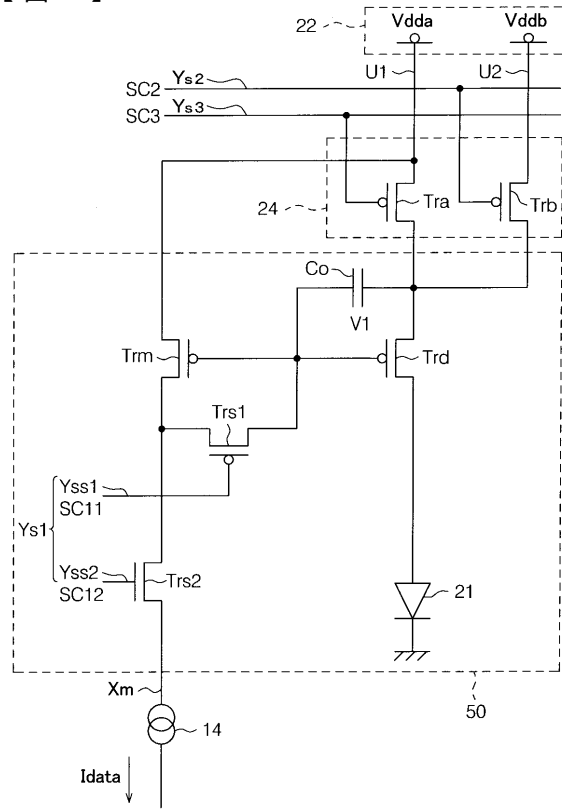 22
Vdda
Vddb
U1
U2
SC2
Ys2
SC3
Ys3
24
Tra
Trb
Co
V1
Trm
Trd
Trs1
Ys1
Yss1
SC11
Yss2
SC12
Trs2
21
Xm
50
14
Idata